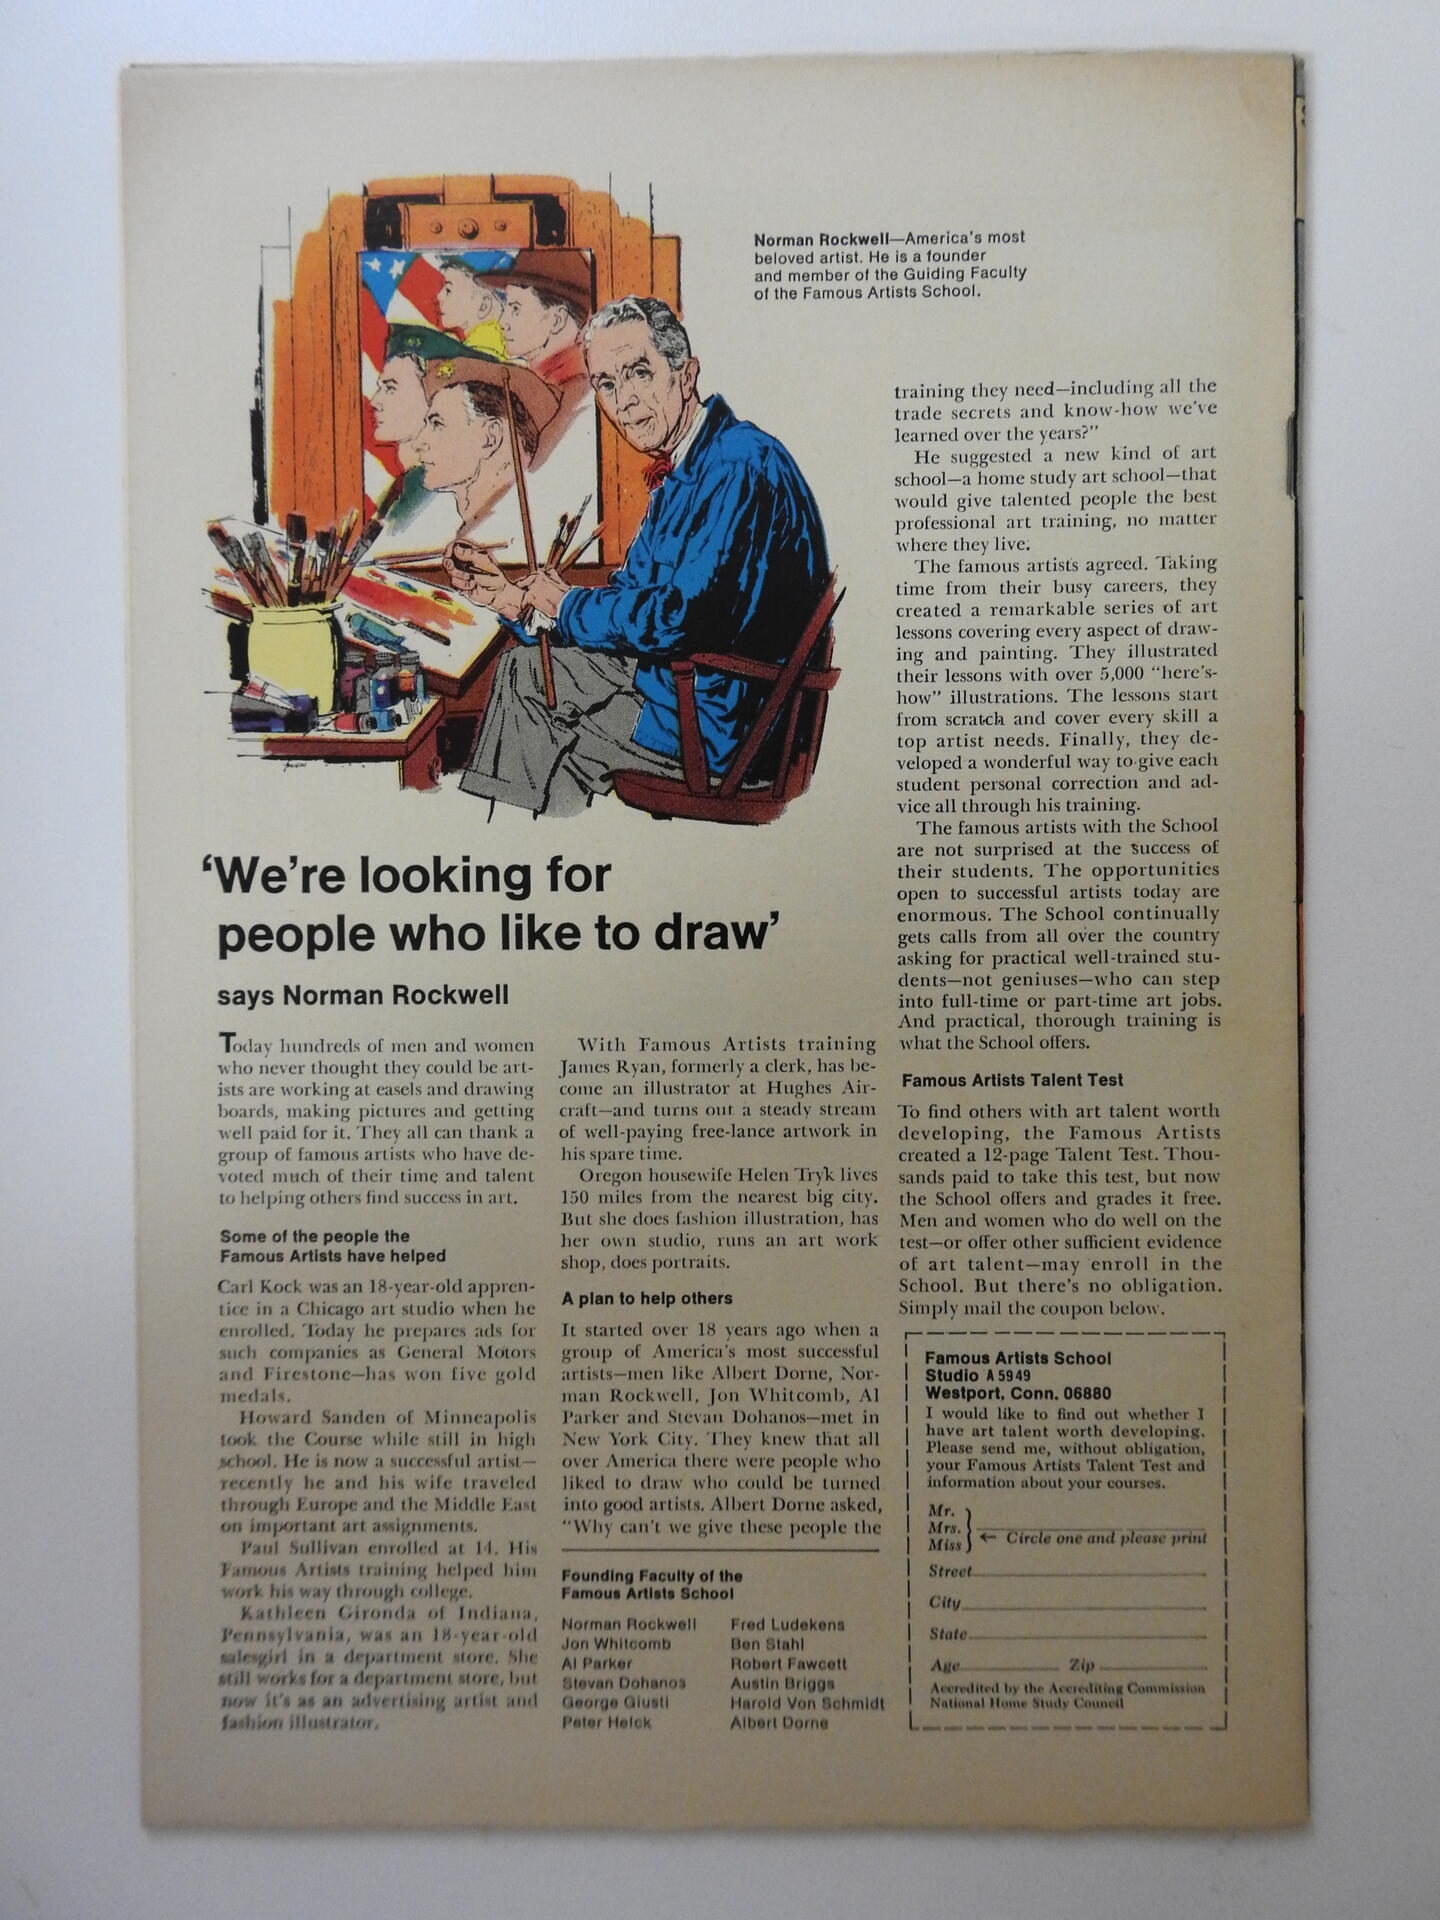 Norman Rockwell—America's most
beloved artist. He is a founder
and member of the Guiding Faculty
of the Famous Artists School.
‘We’re looking for
people who like to draw’
says Norman Rockwell
Today hundreds of men and women
who never thought they could be art-
ists are working at easels and drawing
boards, making pictures and getting
well paid for it. They all can thank a
group of famous artists who have de-
voted much of their time and talent
to helping others find success in art.
Some of the people the
Famous Artists have helped
Carl Kock was an 18-year-old appren-
tice in a Chicago art studio when he
enrolled. Today he prepares ads for
such companies as General Motors
and Firestone—has won five gold
medals.
Howard Sanden of Minneapolis
took the Course while still in high
school. He is now a successful artist—
recently he and his wife traveled
through Europe and the Middle East
on important art assignments.
Paul Sullivan enrolled at 14. His
Famous Artists training helped him
work his way through college.
Kathleen Gironda of Indiana,
Pennsylvania, was an 18-year-old
salesgirl in a department store. She
still works for a department store, but
now it's as an advertising artist and
fashion illustrator.
With Famous Artists training
James Ryan, formerly a clerk, has be-
come an illustrator at Hughes Air-
craft—and turns out a steady stream
of well-paying free-lance artwork in
his spare time.
Oregon housewife Helen Tryk lives
150 miles from the nearest big city.
But she does fashion illustration, has
her own studio, runs an art work
shop, does portraits.
A plan to help others
It started over 18 years ago when a
group of America's most successful
artists—men like Albert Dorne, Nor-
man Rockwell, Jon Whitcomb, Al
Parker and Stevan Dohanos—met in
New York City. They knew that all
over America there were people who
liked to draw who could be turned
into good artists. Albert Dorne asked,
“Why can't we give these people the
Founding Faculty of the
Famous Artists School
Norman Rockwell
Jon Whitcomb
Al Parker
Stevan Dohanos
George Giusti
Peter Helck
Fred Ludekens
Ben Stahl
Robert Fawcett
Austin Briggs
Harold Von Schmidt
Albert Dorne
training they need—including all the
trade secrets and know-how we've
learned over the years?”
He suggested a new kind of art
school—a home study art school—that
would give talented people the best
professional art training, no matter
where they live.
The famous artists agreed. Taking
time from their busy careers, they
created a remarkable series of art
lessons covering every aspect of draw-
ing and painting. They illustrated
their lessons with over 5,000 “here's-
how” illustrations. The lessons start
from scratch and cover every skill a
top artist needs. Finally, they de-
veloped a wonderful way to give each
student personal correction and ad-
vice all through his training.
The famous artists with the School
are not surprised at the success of
their students. The opportunities
open to successful artists today are
enormous. The School continually
gets calls from all over the country
asking for practical well-trained stu-
dents—not geniuses—who can step
into full-time or part-time art jobs.
And practical, thorough training is
what the School offers.
Famous Artists Talent Test
To find others with art talent worth
developing, the Famous Artists
created a 12-page Talent Test. Thou-
sands paid to take this test, but now
the School offers and grades it free.
Men and women who do well on the
test—or offer other sufficient evidence
of art talent—may enroll in the
School. But there's no obligation.
Simply mail the coupon below.
Famous Artists School
Studio A5949
Westport, Conn. 06880
I would like to find out whether I
have art talent worth developing.
Please send me, without obligation,
your Famous Artists Talent Test and
information about your courses.
Mr.
Mrs.
Miss
← Circle one and please print
Street
City
State
Age Zip
Accredited by the Accrediting Commission
National Home Study Council